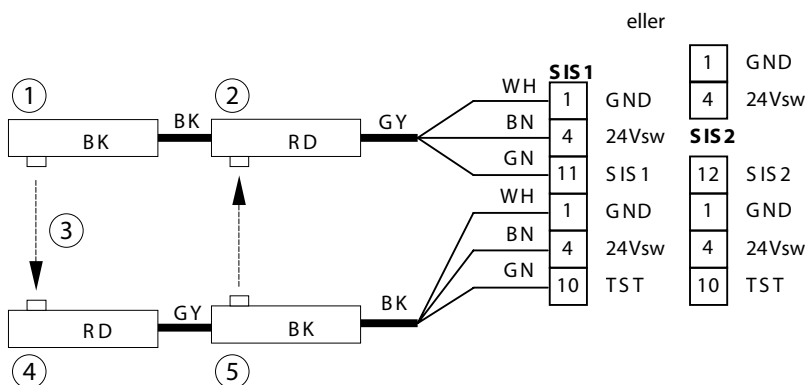 eller
1 GND
SIS1
1 2 WH 1 GND 4 24Vsw
BK GY BN
BK RD 4 24Vsw SIS2
GN 11 SIS1 12 SIS2
WH 1 GND 1 GND
3 BN 4 24Vsw 4 24Vsw
GN 10 TST 10 TST
RD GY BK BK
4 5